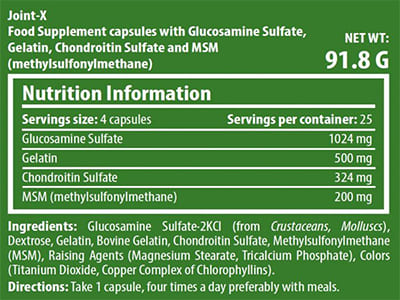 Joint-X
Food Supplement capsules with Glucosamine Sulfate,
Gelatin, Chondroitin Sulfate and MSM
(methylsulfonylmethane)
NET WT:
91.8 G
Nutrition Information
Servings size: 4 capsules Servings per container: 25
Glucosamine Sulfate 1024 mg
Gelatin 500 mg
Chondroitin Sulfate 324 mg
MSM (methylsulfonylmethane) 200 mg
Ingredients: Glucosamine Sulfate-2KCl (from Crustaceans, Molluscs),
Dextrose, Gelatin, Bovine Gelatin, Chondroitin Sulfate, Methylsulfonylmethane
(MSM), Raising Agents (Magnesium Stearate, Tricalcium Phosphate), Colors
(Titanium Dioxide, Copper Complex of Chlorophyllins).
Directions: Take 1 capsule, four times a day preferably with meals.